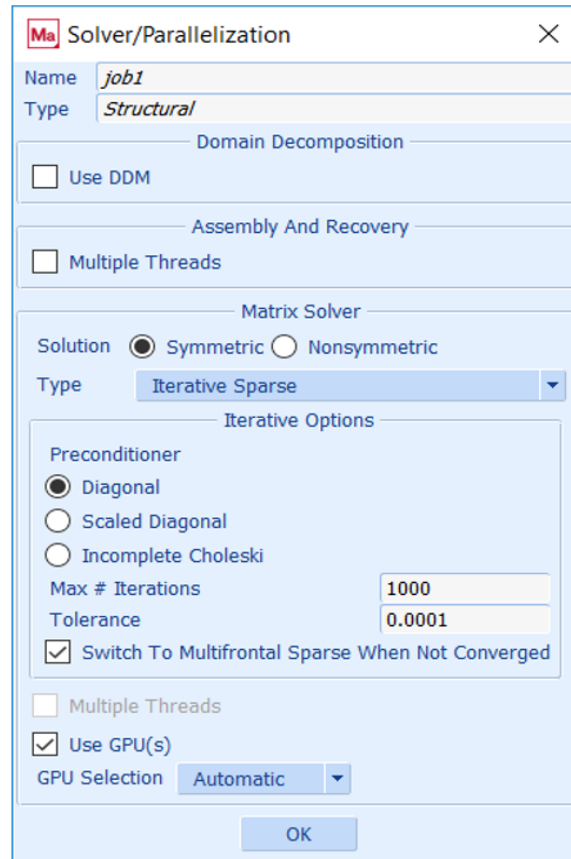 Ma Solver/Parallelization
Name job1
Type Structural
Domain Decomposition
Use DDM
Assembly And Recovery
Multiple Threads
Matrix Solver
Solution Symmetric Nonsymmetric
Type Iterative Sparse
Iterative Options
Preconditioner
Diagonal
Scaled Diagonal
Incomplete Choleski
Max # Iterations 1000
Tolerance 0.0001
Switch To Multifrontal Sparse When Not Converged
Multiple Threads
Use GPU(s)
GPU Selection Automatic
OK